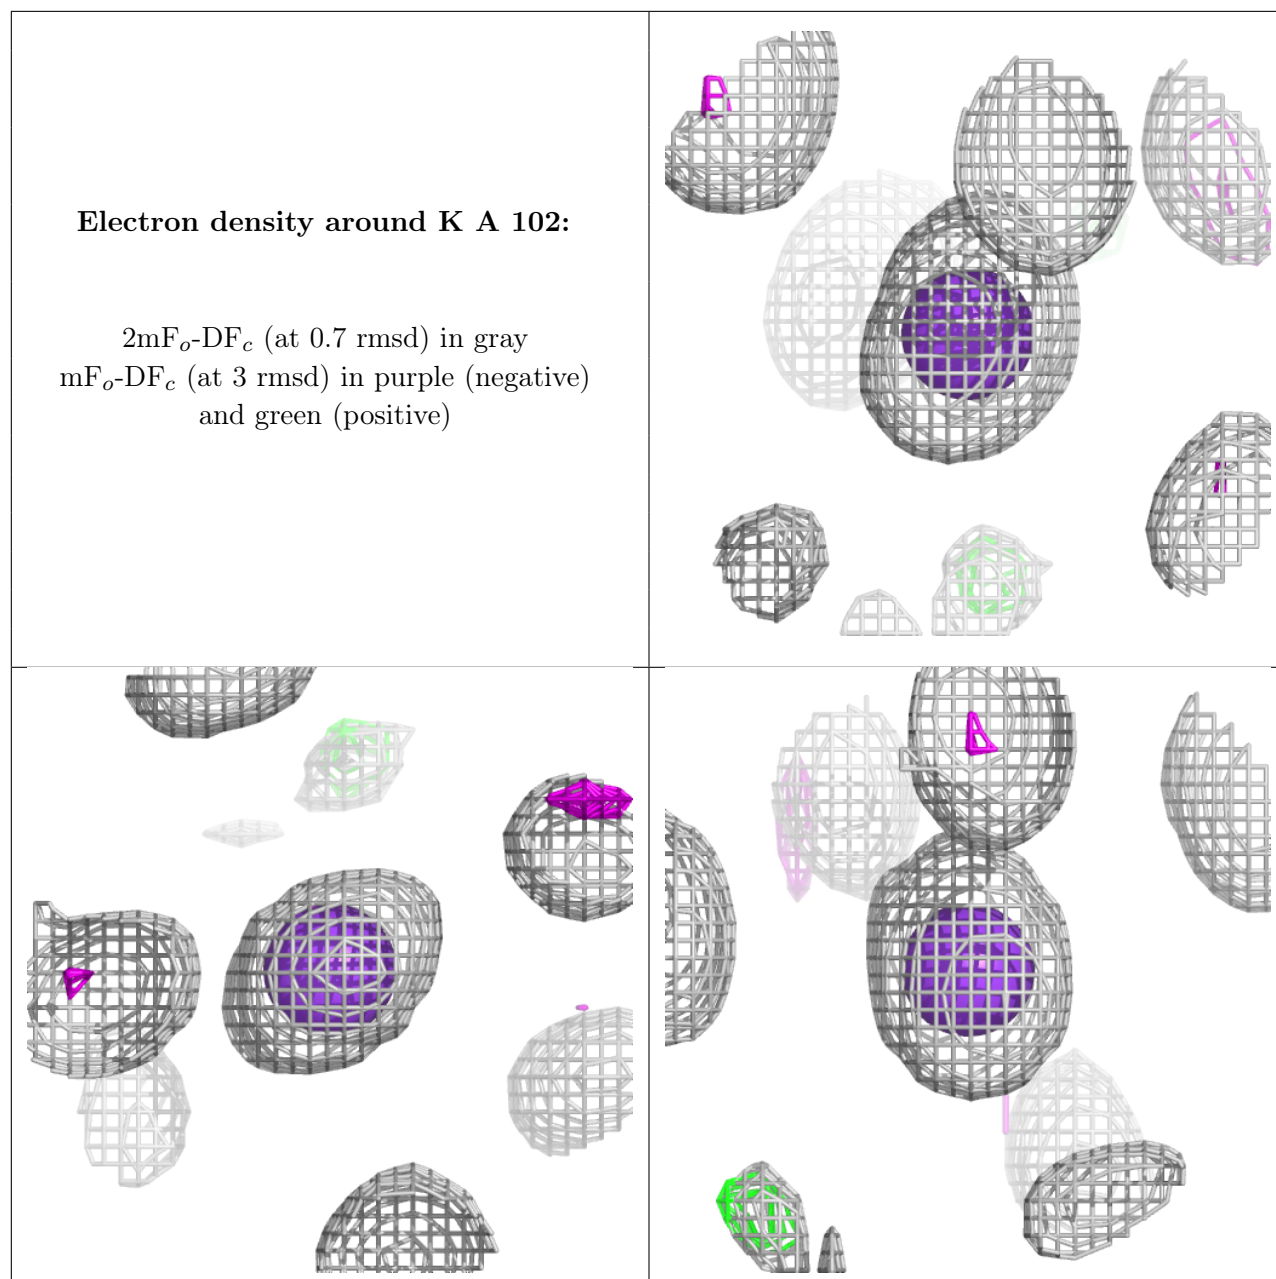 Electron density around K A 102:
2mFo-DFc (at 0.7 rmsd) in gray
mFo-DFc (at 3 rmsd) in purple (negative)
and green (positive)